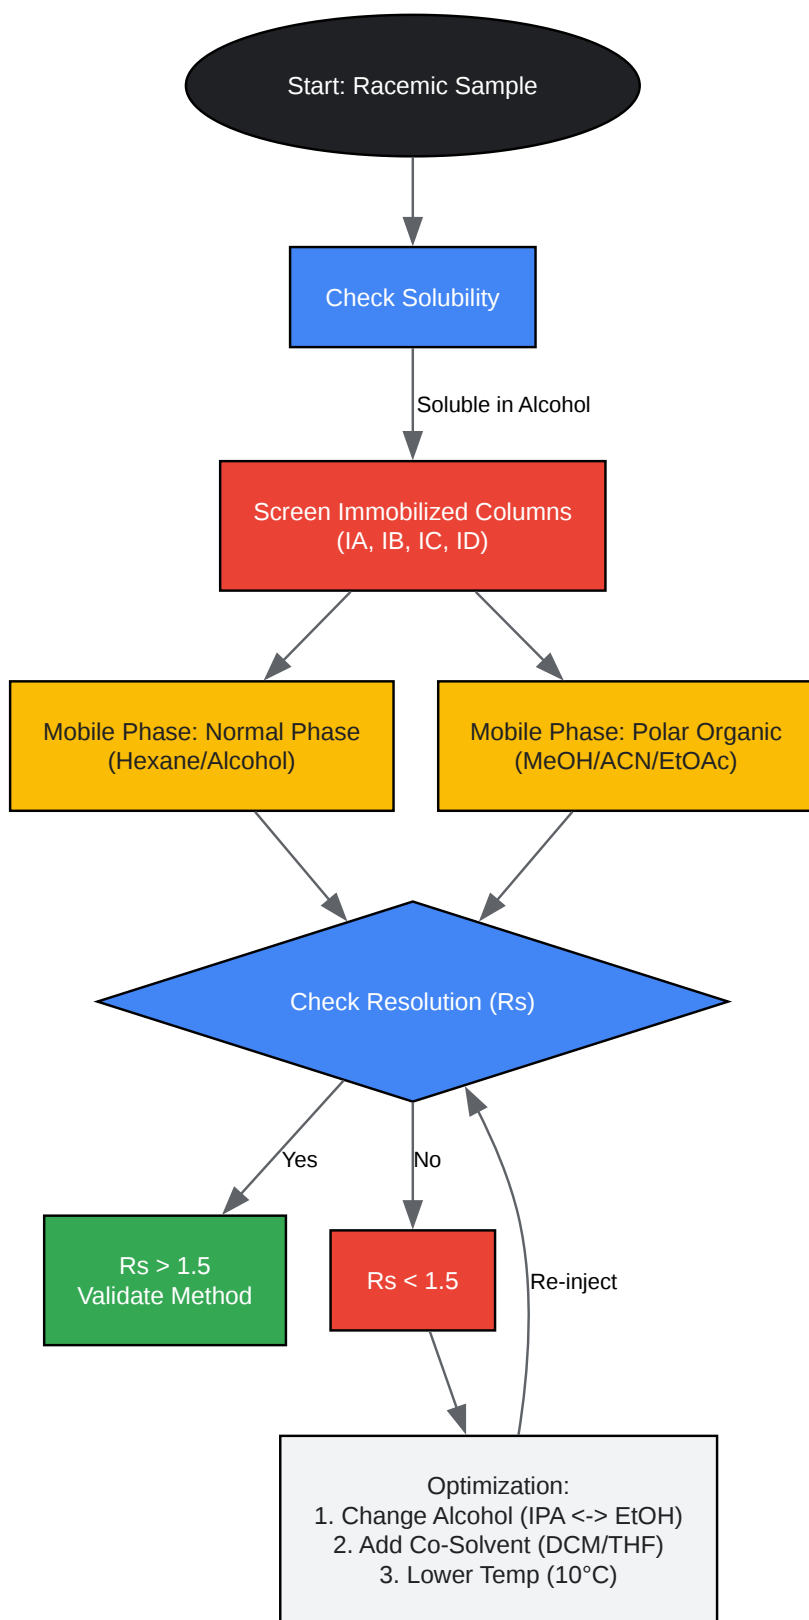 Start: Racemic Sample
Check Solubility
Soluble in Alcohol
Screen Immobilized Columns
(IA, IB, IC, ID)
Mobile Phase: Normal Phase
(Hexane/Alcohol)
Mobile Phase: Polar Organic
(MeOH/ACN/EtOAc)
Check Resolution (Rs)
Yes
No
Rs > 1.5
Validate Method
Rs < 1.5
Re-inject
Optimization:
1. Change Alcohol (IPA <-> EtOH)
2. Add Co-Solvent (DCM/THF)
3. Lower Temp (10°C)